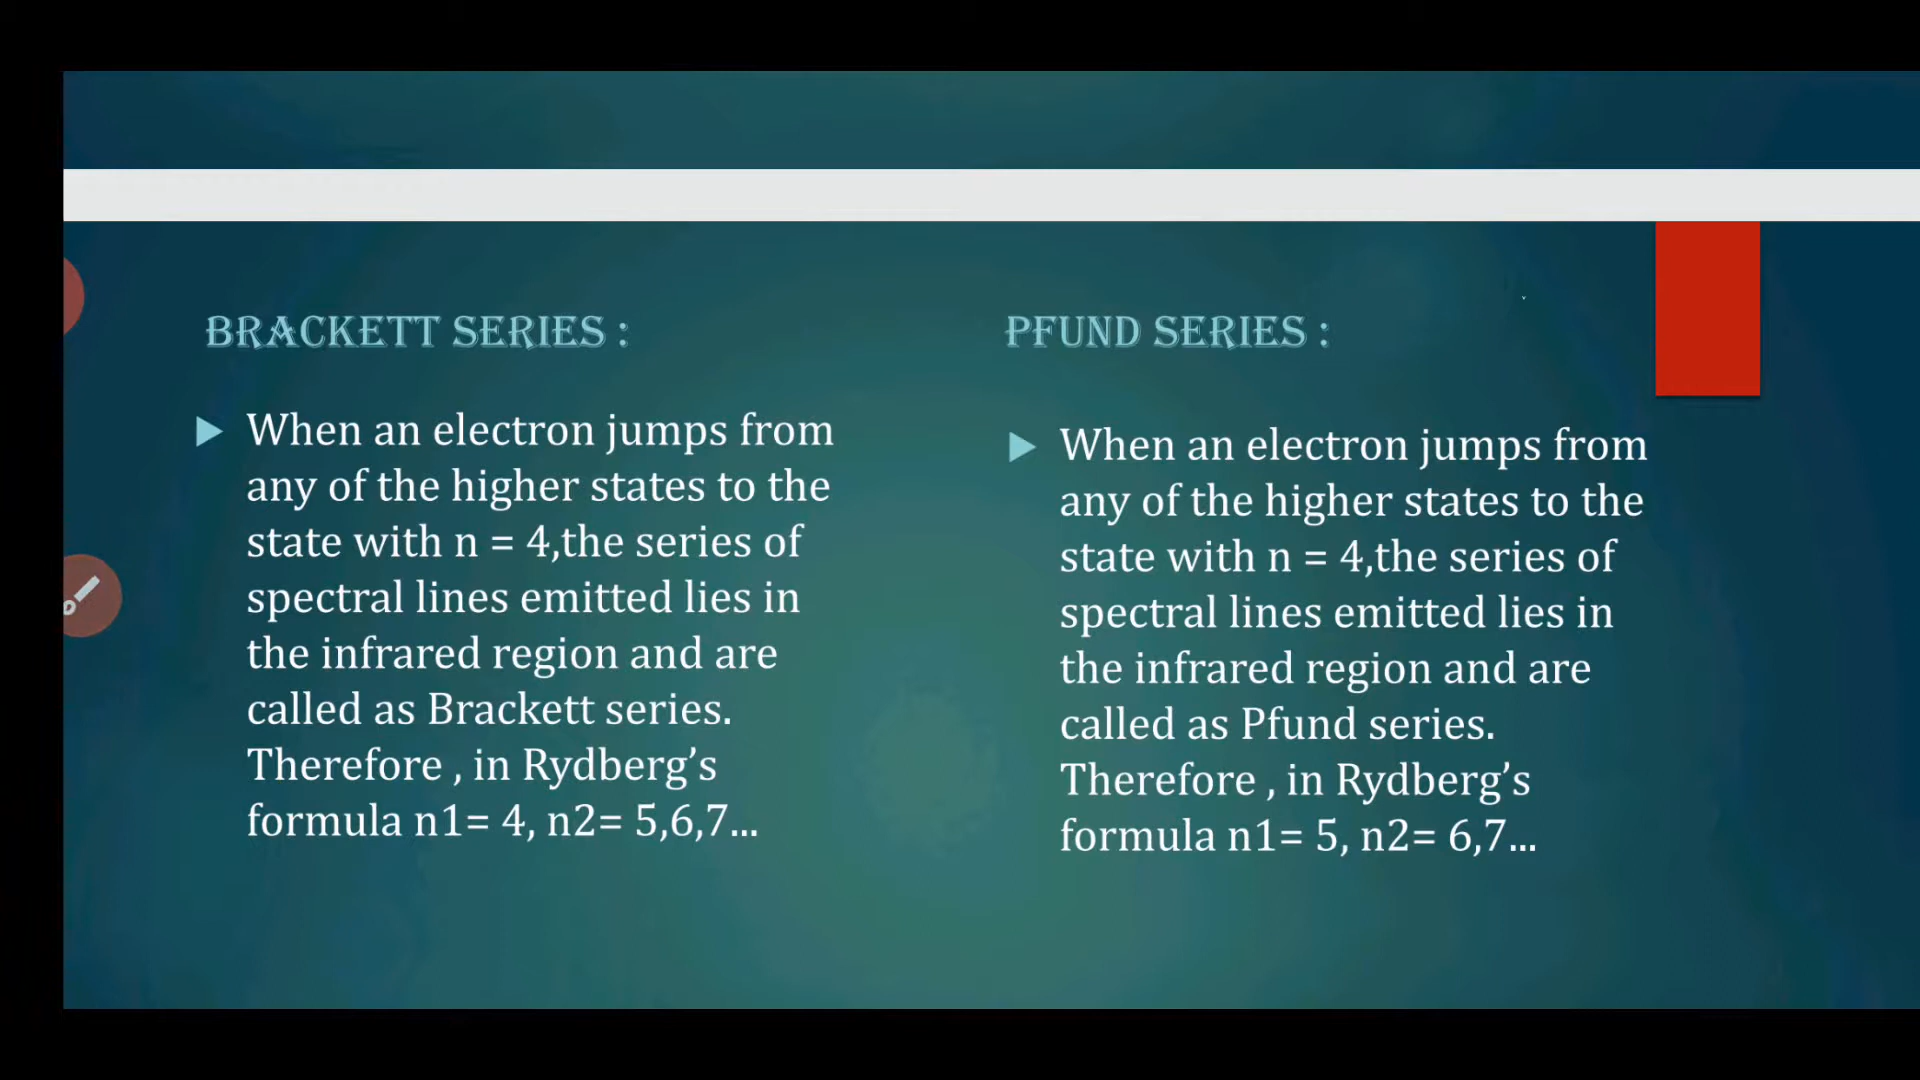 BRACKETT SERIES :
When an electron jumps from
any of the higher states to the
state with n = 4,the series of
spectral lines emitted lies in
the infrared region and are
called as Brackett series.
Therefore , in Rydberg’s
formula n1= 4, n2= 5,6,7...
PFUND SERIES :
When an electron jumps from
any of the higher states to the
state with n = 4,the series of
spectral lines emitted lies in
the infrared region and are
called as Pfund series.
Therefore , in Rydberg’s
formula n1= 5, n2= 6,7...